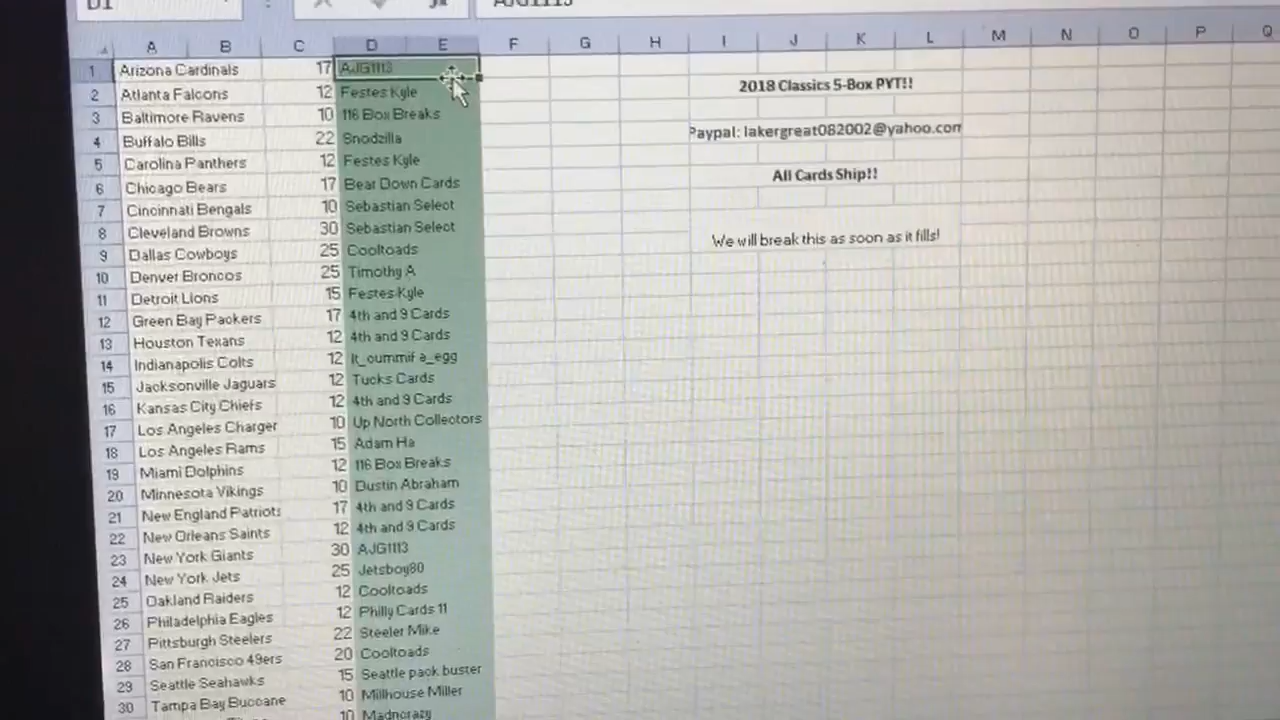 D1 AJG1113
A B C D E F G H I J K L M N O P Q
1 Arizona Cardinals 17 AJG1113
2 Atlanta Falcons 12 Festes Kyle
3 Baltimore Ravens 10 116 Box Breaks
4 Buffalo Bills 22 Snodzilla
5 Carolina Panthers 12 Festes Kyle
6 Chicago Bears 17 Bear Down Cards
7 Cincinnati Bengals 10 Sebastian Select
8 Cleveland Browns 30 Sebastian Select
9 Dallas Cowboys 25 Cooltoads
10 Denver Broncos 25 Timothy A
11 Detroit Lions 15 Festes Kyle
12 Green Bay Packers 17 4th and 9 Cards
13 Houston Texans 12 4th and 9 Cards
14 Indianapolis Colts 12 a_egg
15 Jacksonville Jaguars 12 Tucks Cards
16 Kansas City Chiefs 12 4th and 9 Cards
17 Los Angeles Charger 10 Up North Collectors
18 Los Angeles Rams 15 Adam Ha
19 Miami Dolphins 12 116 Box Breaks
20 Minnesota Vikings 10 Dustin Abraham
21 New England Patriots 17 4th and 9 Cards
22 New Orleans Saints 12 4th and 9 Cards
23 New York Giants 30 AJG1113
24 New York Jets 25 Jetsboy80
25 Oakland Raiders 12 Cooltoads
26 Philadelphia Eagles 12 Philly Cards 11
27 Pittsburgh Steelers 22 Steeler Mike
28 San Francisco 49ers 20 Cooltoads
29 Seattle Seahawks 15 Seattle pack buster
30 Tampa Bay Buccane 10 Millhouse Miller
10 Madcrazy
2018 Classics 5-Box PYT!!
Paypal: lakergreat082002@yahoo.com
All Cards Ship!!
We will break this as soon as it fills!